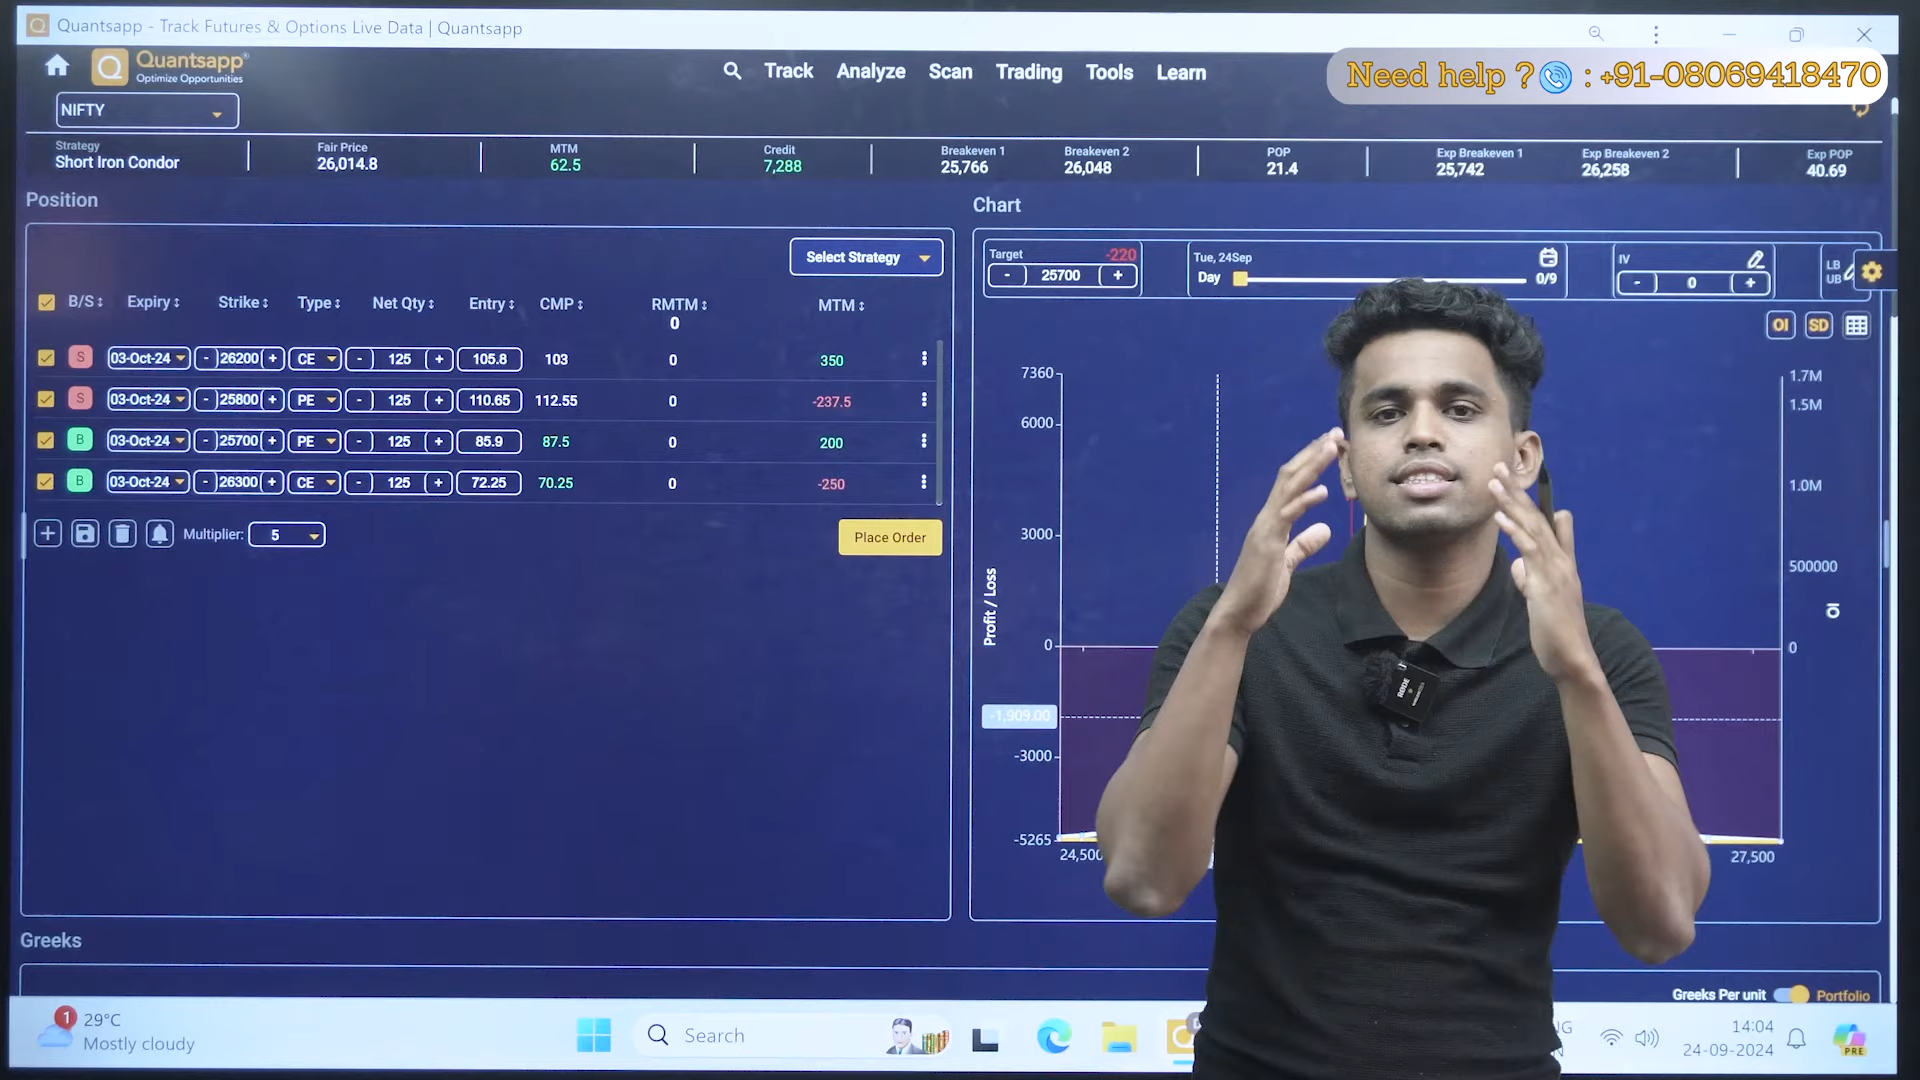 Quantsapp - Track Futures & Options Live Data | Quantsapp
Quantsapp
Optimize Opportunities
Track Analyze Scan Trading Tools Learn
Need help ? : +91-08069418470
NIFTY
Strategy
Short Iron Condor
Fair Price
26,014.8
MTM
62.5
Credit
7,288
Breakeven 1
25,766
Breakeven 2
26,048
POP
21.4
Exp Breakeven 1
25,742
Exp Breakeven 2
26,258
Exp POP
40.69
Position
Select Strategy
B/S Expiry Strike Type Net Qty Entry CMP RMTM MTM
0
S 03-Oct-24 - 26200 + CE - 125 + 105.8 103 0 350
S 03-Oct-24 - 25800 + PE - 125 + 110.65 112.55 0 -237.5
B 03-Oct-24 - 25700 + PE - 125 + 85.9 87.5 0 200
B 03-Oct-24 - 26300 + CE - 125 + 72.25 70.25 0 -250
Multiplier: 5
Place Order
Chart
Target -220
- 25700 +
Tue, 24Sep
Day 0/9
IV
- 0 +
LB
UB
OI SD
7360
6000
3000
0
-1,909.00
-3000
-5265
Profit / Loss
24,500
27,500
1.7M
1.5M
1.0M
500000
0
OI
RØDE
Greeks
Greeks Per unit Portfolio
1
29°C
Mostly cloudy
Search
14:04
24-09-2024
PRE